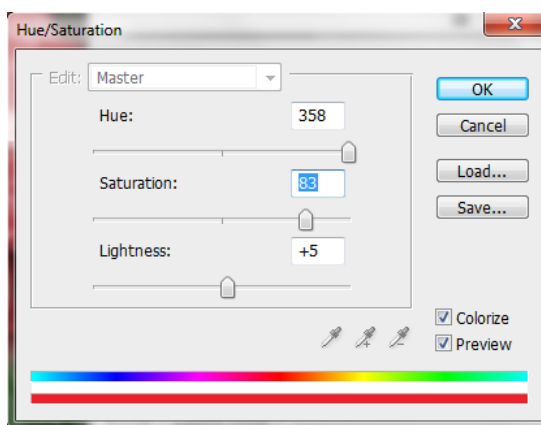 Hue/Saturation
Edit: Master
OK
Hue: 358
Cancel
Load...
Saturation: 83
Save...
Lightness: +5
Colorize
Preview